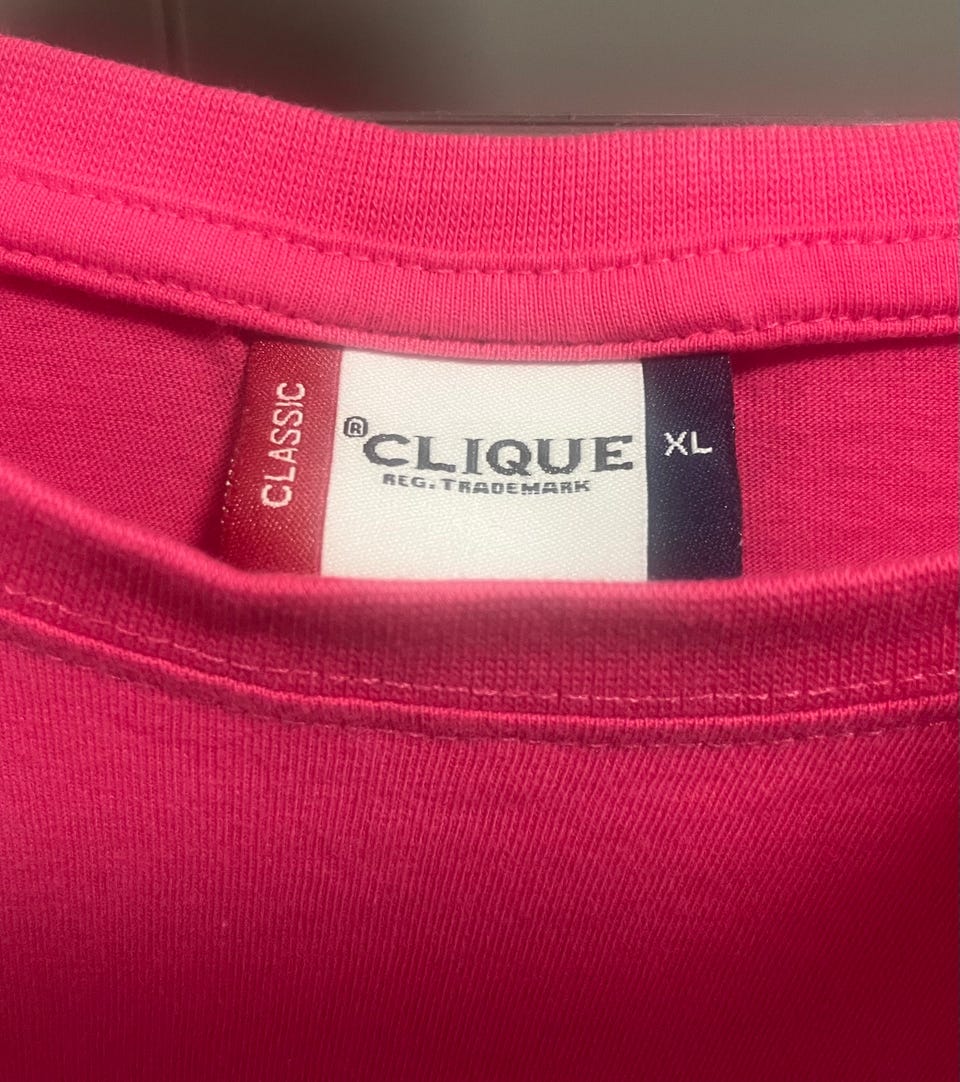 CLASSIC
®CLIQUE
REG. TRADEMARK
XL